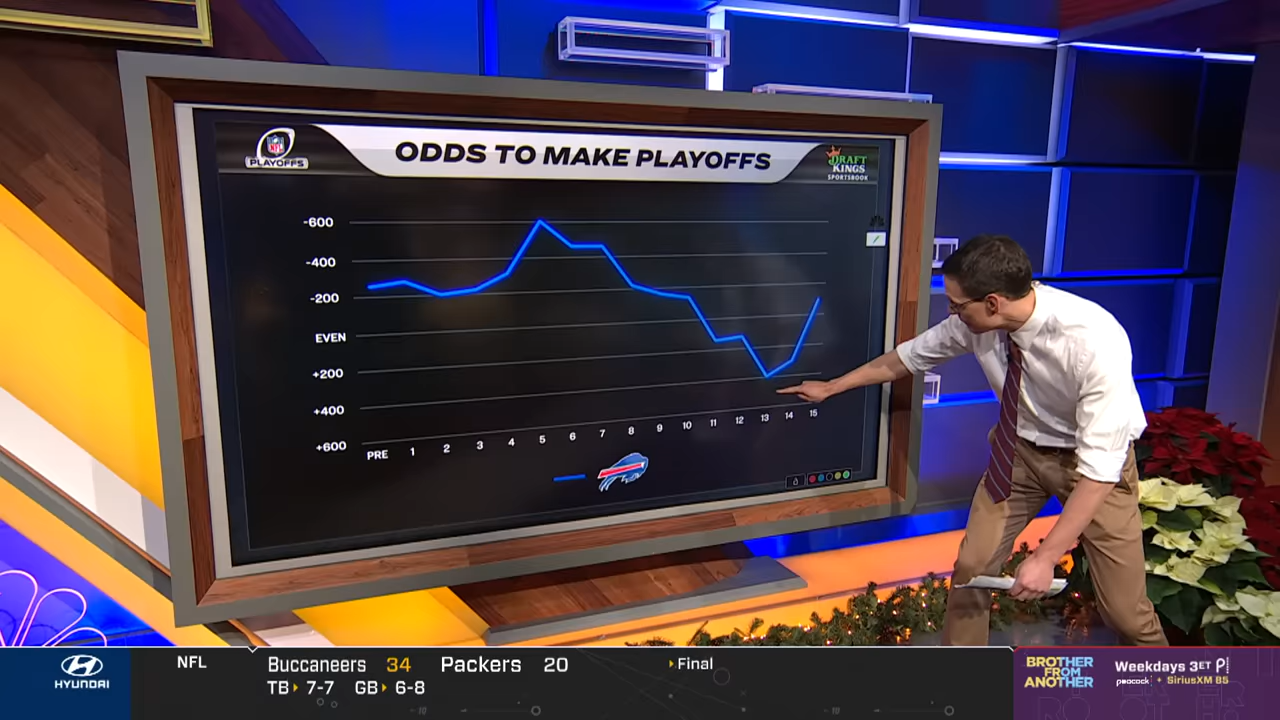 NFL
PLAYOFFS
ODDS TO MAKE PLAYOFFS
DRAFT
KINGS
SPORTSBOOK
-600
-400
-200
EVEN
+200
+400
+600
PRE 1 2 3 4 5 6 7 8 9 10 11 12 13 14 15
HYUNDAI
NFL
Buccaneers 34 Packers 20 Final
TB 7-7 GB 6-8
BROTHER
FROM
ANOTHER
Weekdays 3ET P
peacock + SiriusXM 85